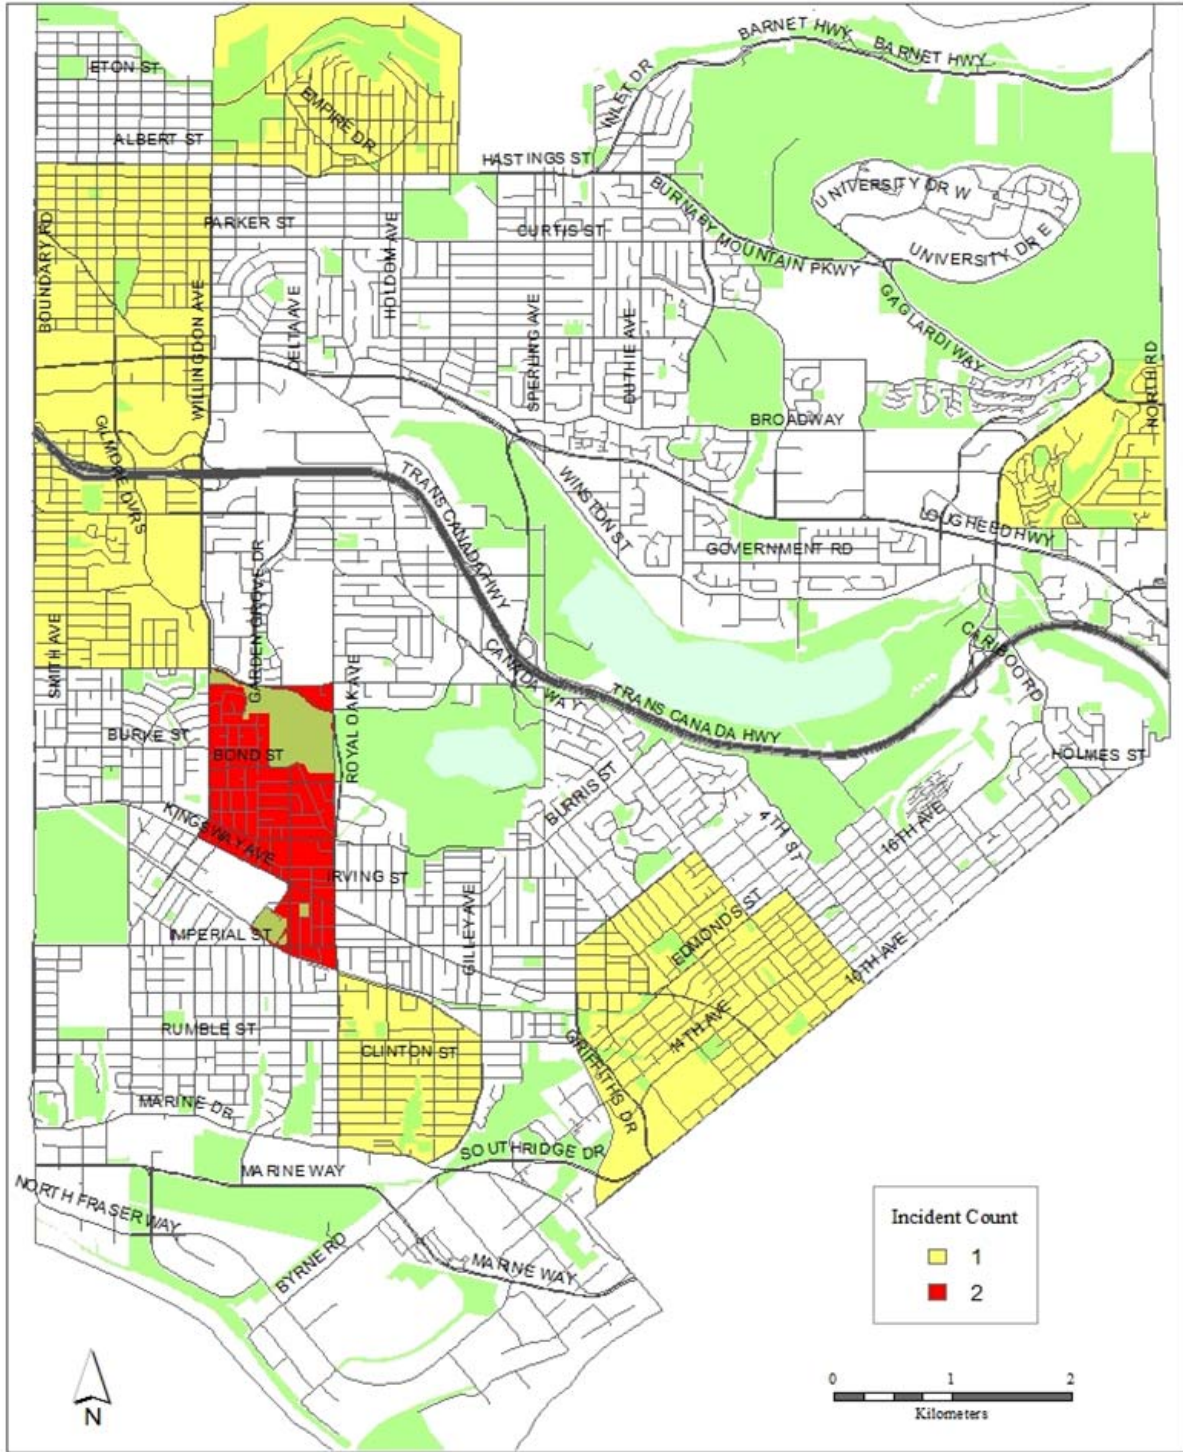 BARNET HWY
BARNET HWY
ETON ST
INLET DR
EMPIRE DR
ALBERT ST
HASTINGS ST
UNIVERSITY DR W
BURNABY MOUNTAIN PKWY
PARKER ST
CURTIS ST
HOLDOM AVE
UNIVERSITY DR E
BOUNDARY RD
WILLINGDON AVE
DELTA AVE
SPERLING AVE
DUTHIE AVE
GAGLARDI WAY
NORTH RD
BROADWAY
GILMORE DVRS
TRANS CANADA HWY
WINSTON ST
LOUGHEED HWY
GOVERNMENT RD
GARDEN GROVE DR
SMITH AVE
CANADA WAY
CARIBOO RD
ROYAL OAK AVE
TRANS CANADA HWY
BURKE ST
BOND ST
HOLMES ST
BURRIS ST
4TH ST
16TH AVE
KINGSWAY AVE
IRVING ST
GILLEY AVE
EDMONDS ST
IMPERIAL ST
10TH AVE
RUMBLE ST
CLINTON ST
14TH AVE
GRIFFITHS DR
MARINE DR
SOUTHRIDGE DR
MARINE WAY
NORTH FRASER WAY
BYRNE RD
MARINE WAY
Incident Count
1
2
N
0 1 2
Kilometers